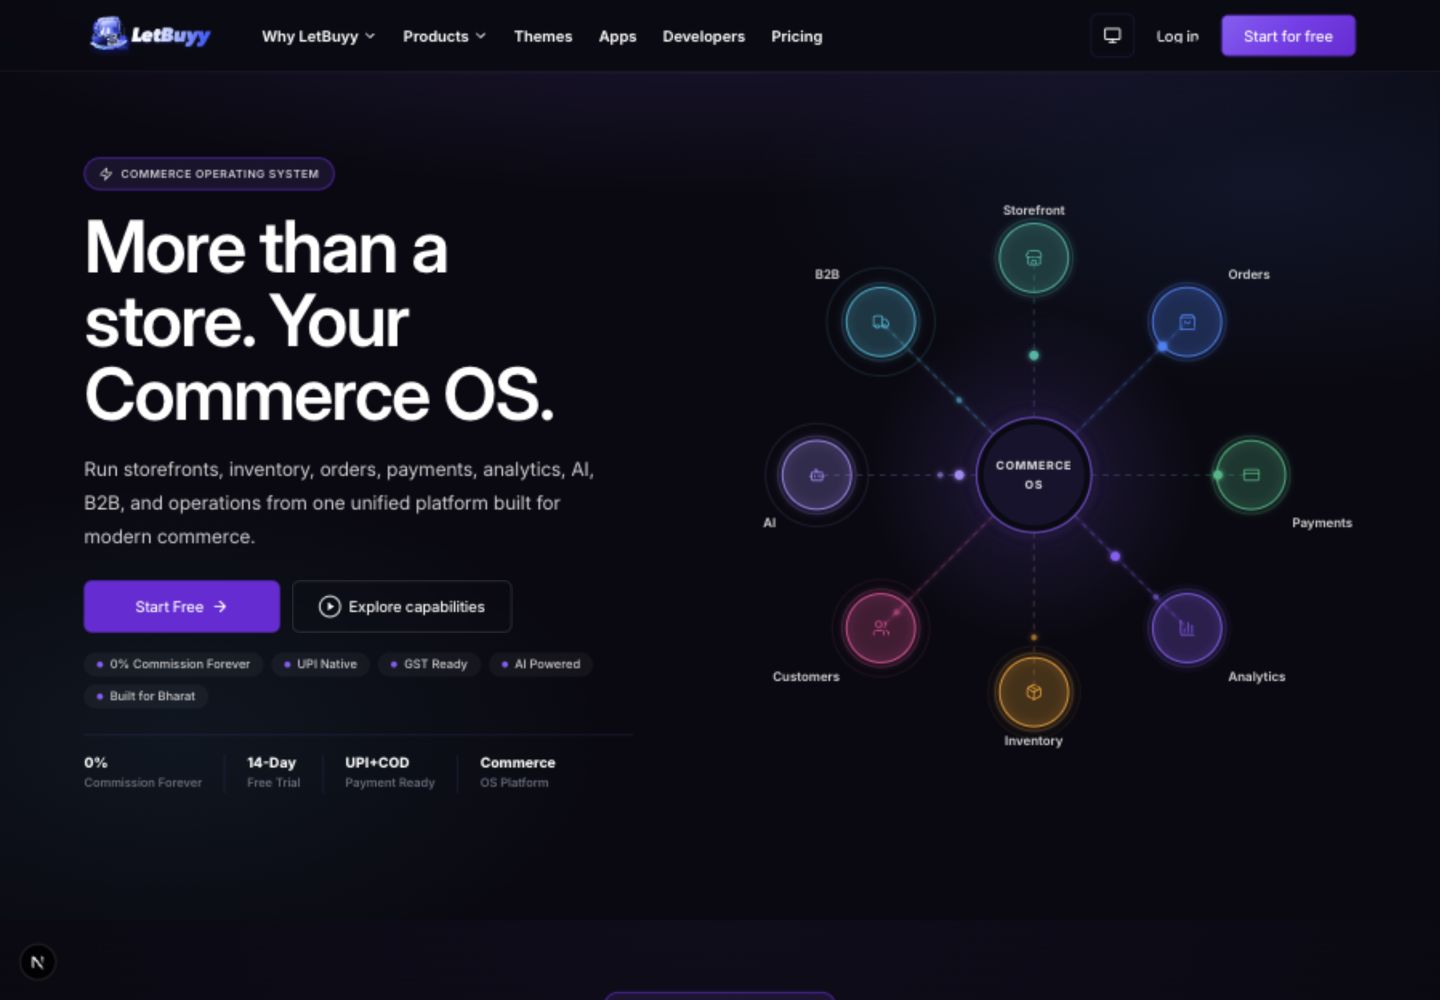 LetBuyy
Why LetBuyy
Products
Themes
Apps
Developers
Pricing
Log in
Start for free
COMMERCE OPERATING SYSTEM
More than a
store. Your
Commerce OS.
Run storefronts, inventory, orders, payments, analytics, AI,
B2B, and operations from one unified platform built for
modern commerce.
Start Free
Explore capabilities
0% Commission Forever
UPI Native
GST Ready
AI Powered
Built for Bharat
0%
Commission Forever
14-Day
Free Trial
UPI+COD
Payment Ready
Commerce
OS Platform
Storefront
B2B
Orders
COMMERCE
OS
AI
Payments
Customers
Analytics
Inventory
N